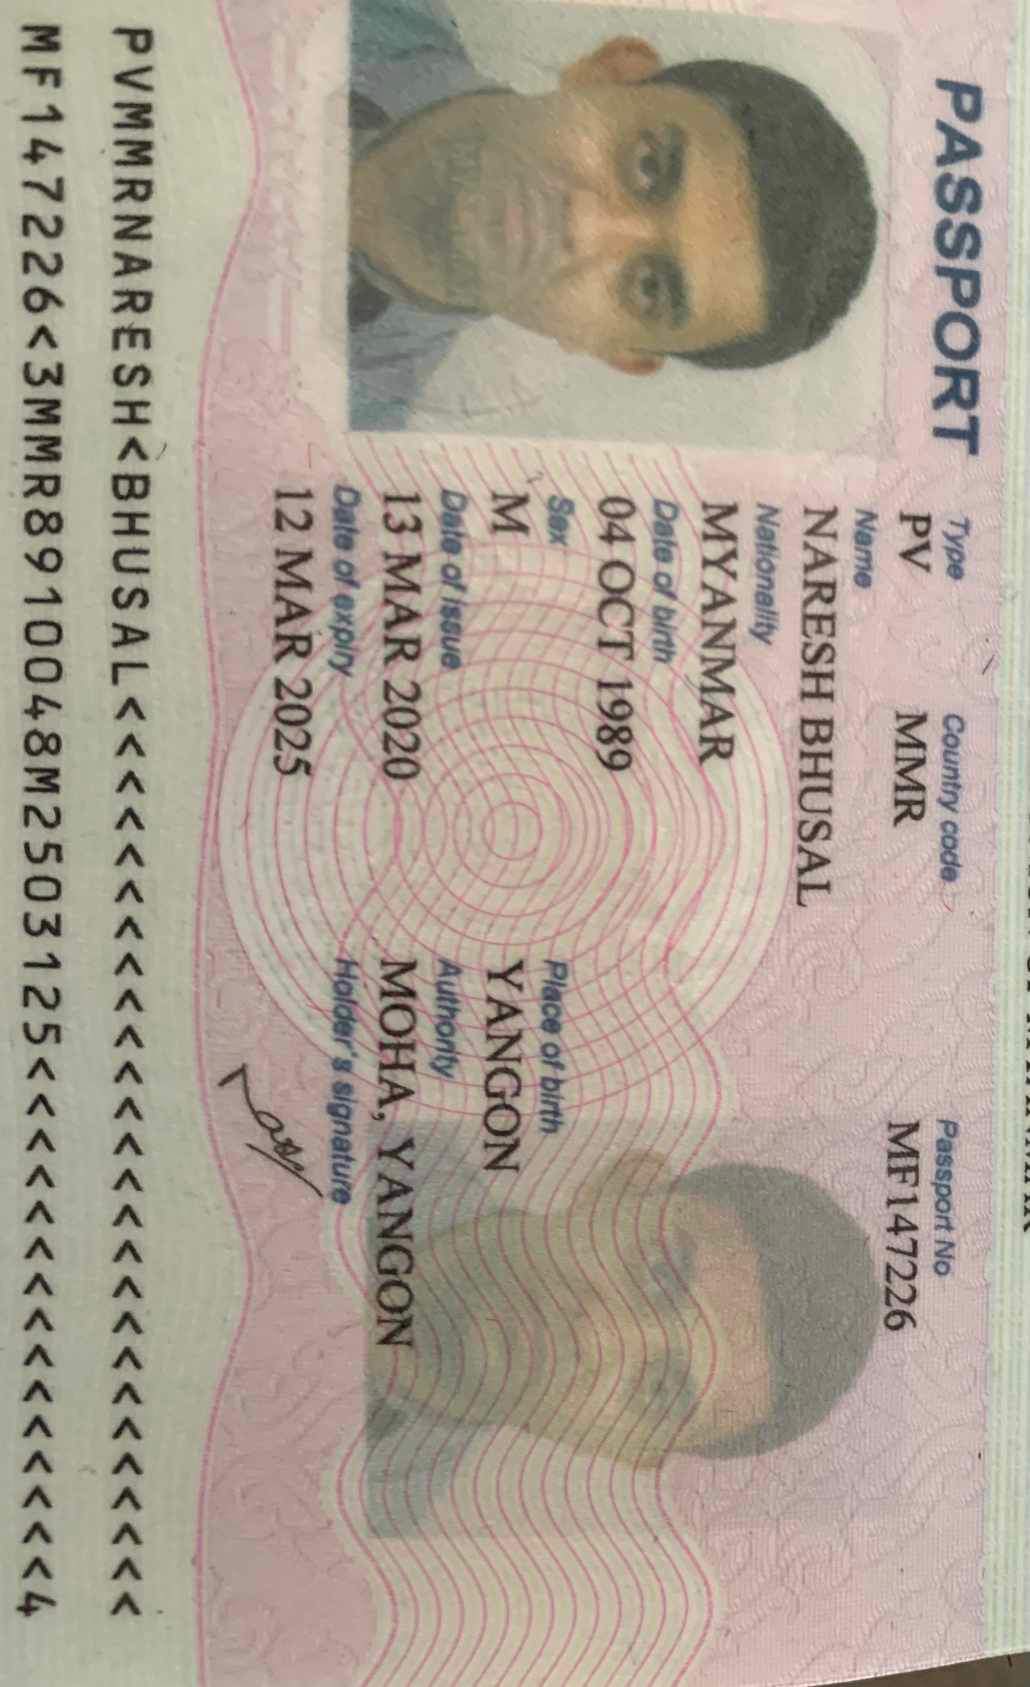 PASSPORT
Type
Country code
Passport No
PV
MMR
MF147226
Name
NARESH BHUSAL
Nationality
MYANMAR
Date of birth
04 OCT 1989
Sex
Place of birth
M
YANGON
Date of issue
Authority
13 MAR 2020
MOHA, YANGON
Date of expiry
Holder's signature
12 MAR 2025
PVMMRNARESH<BHUSAL<<<<<<<<<<<<<<<<<<<<<<<<<<
MF147226<3MMR8910048M2503125<<<<<<<<<<<<<<<4